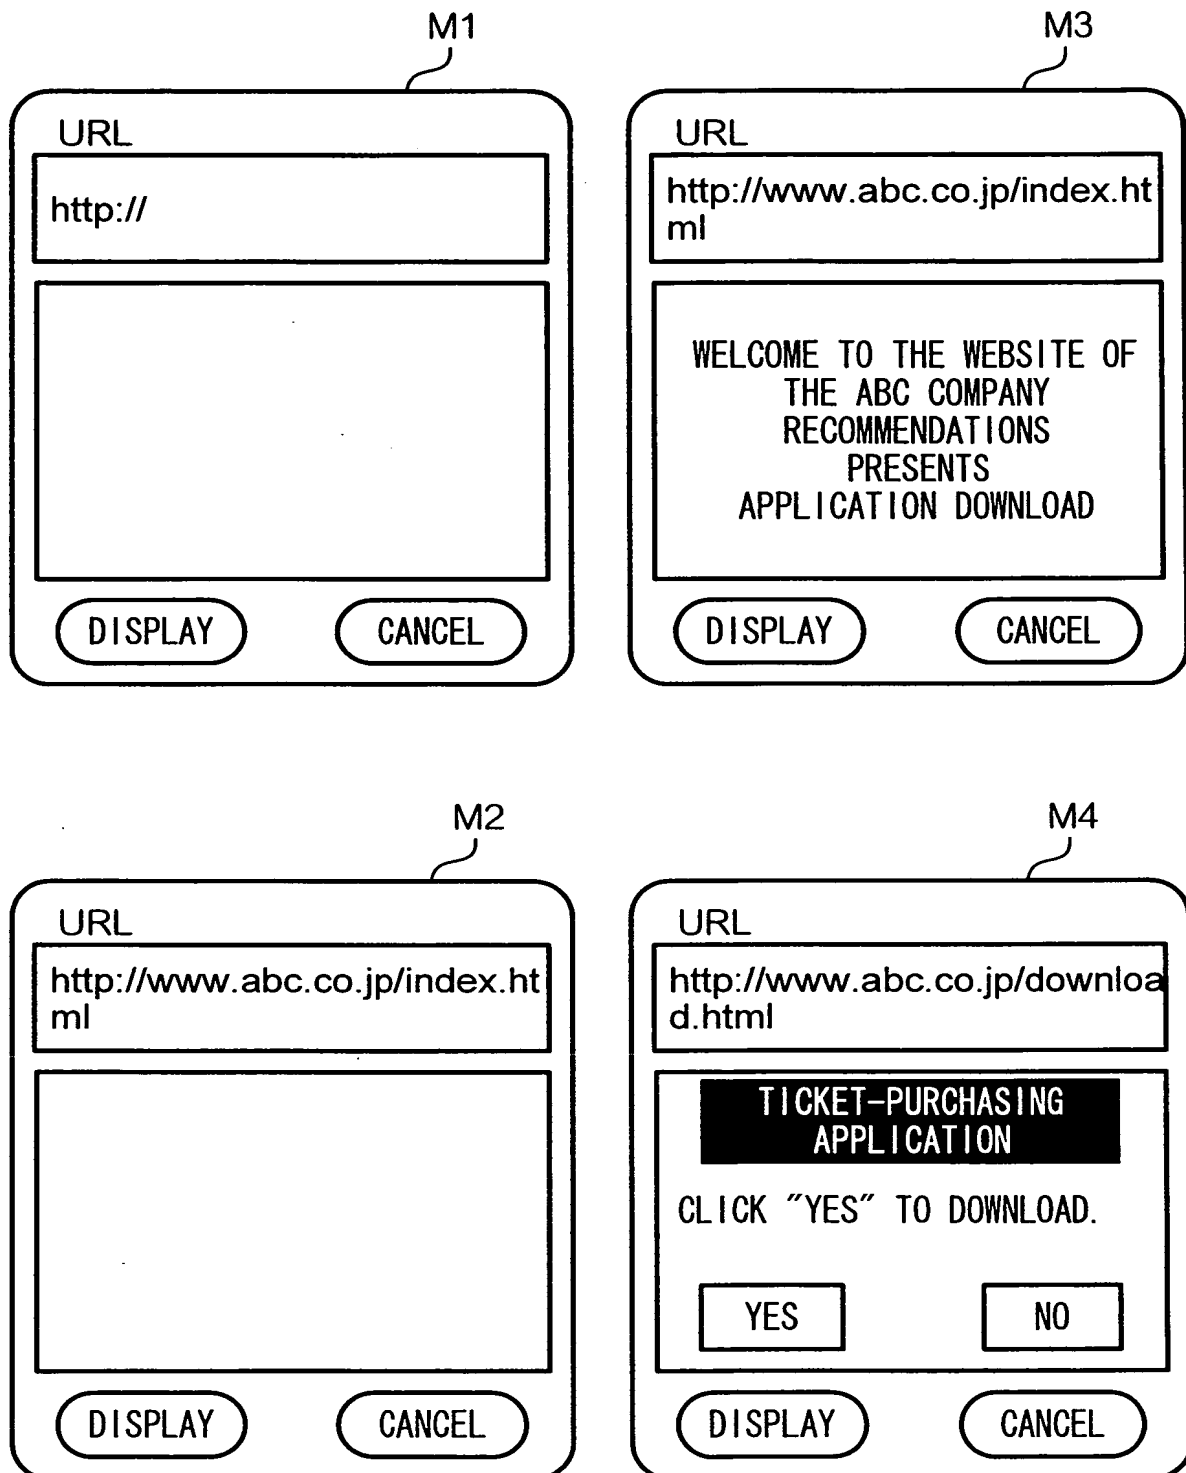 M1
URL
http://
DISPLAY
CANCEL
M3
URL
http://www.abc.co.jp/index.ht
ml
WELCOME TO THE WEBSITE OF
THE ABC COMPANY
RECOMMENDATIONS
PRESENTS
APPLICATION DOWNLOAD
DISPLAY
CANCEL
M2
URL
http://www.abc.co.jp/index.ht
ml
DISPLAY
CANCEL
M4
URL
http://www.abc.co.jp/downloa
d.html
TICKET-PURCHASING
APPLICATION
CLICK "YES" TO DOWNLOAD.
YES
NO
DISPLAY
CANCEL